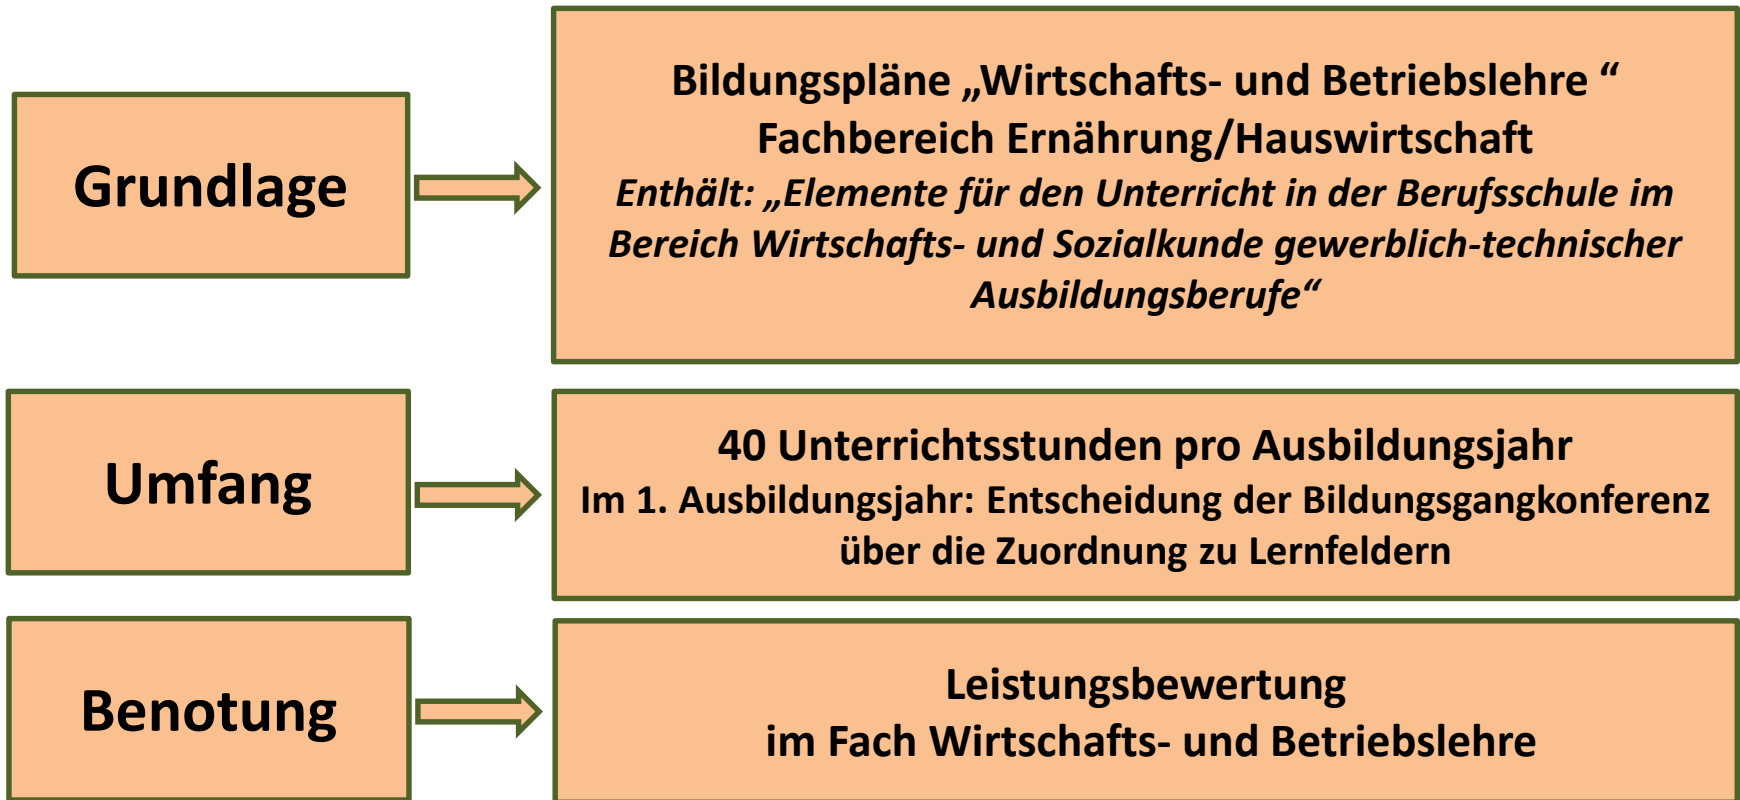 Grundlage
Bildungspläne „Wirtschafts- und Betriebslehre “
Fachbereich Ernährung/Hauswirtschaft
Enthält: „Elemente für den Unterricht in der Berufsschule im
Bereich Wirtschafts- und Sozialkunde gewerblich-technischer
Ausbildungsberufe“
Umfang
40 Unterrichtsstunden pro Ausbildungsjahr
Im 1. Ausbildungsjahr: Entscheidung der Bildungsgangkonferenz
über die Zuordnung zu Lernfeldern
Benotung
Leistungsbewertung
im Fach Wirtschafts- und Betriebslehre